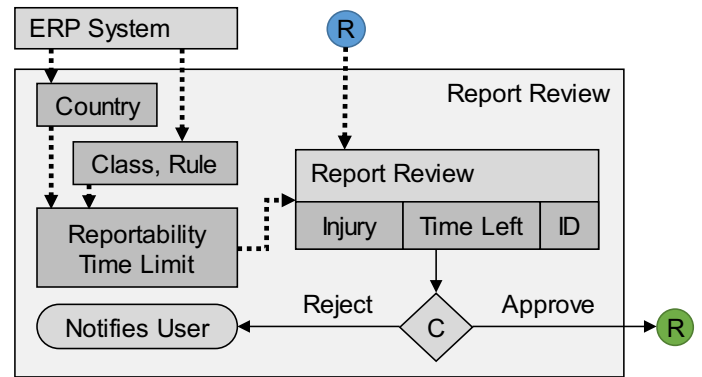 ERP System
R
Report Review
Country
Class, Rule
Report Review
Reportability
Time Limit
Injury
Time Left
ID
Reject
Approve
Notifies User
C
R